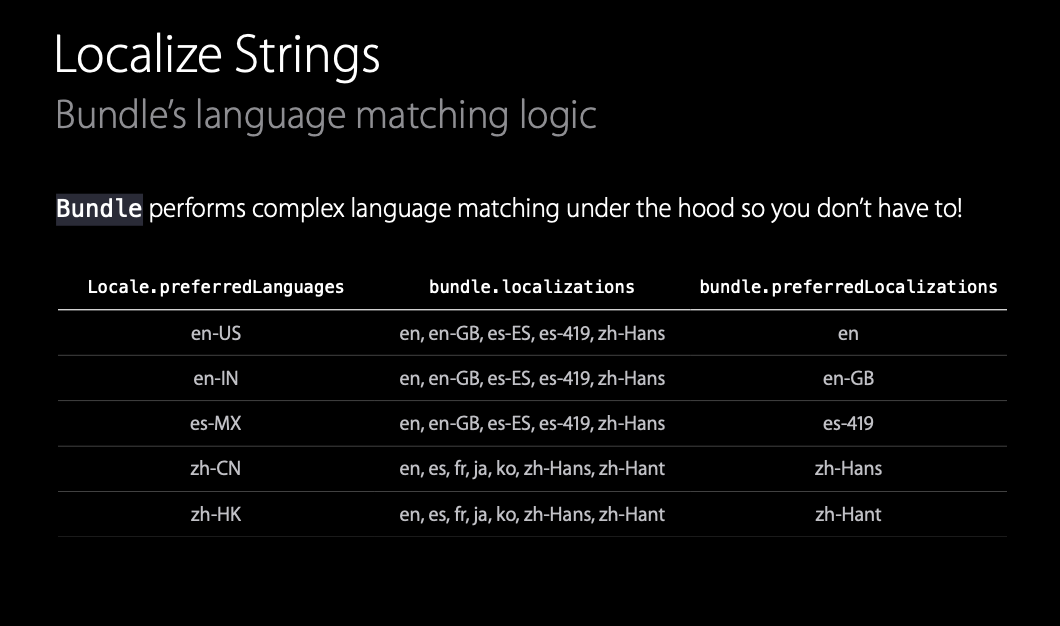 Localize Strings
Bundle’s language matching logic
Bundle performs complex language matching under the hood so you don’t have to!
Locale.preferredLanguages bundle.localizations bundle.preferredLocalizations
en-US en, en-GB, es-ES, es-419, zh-Hans en
en-IN en, en-GB, es-ES, es-419, zh-Hans en-GB
es-MX en, en-GB, es-ES, es-419, zh-Hans es-419
zh-CN en, es, fr, ja, ko, zh-Hans, zh-Hant zh-Hans
zh-HK en, es, fr, ja, ko, zh-Hans, zh-Hant zh-Hant